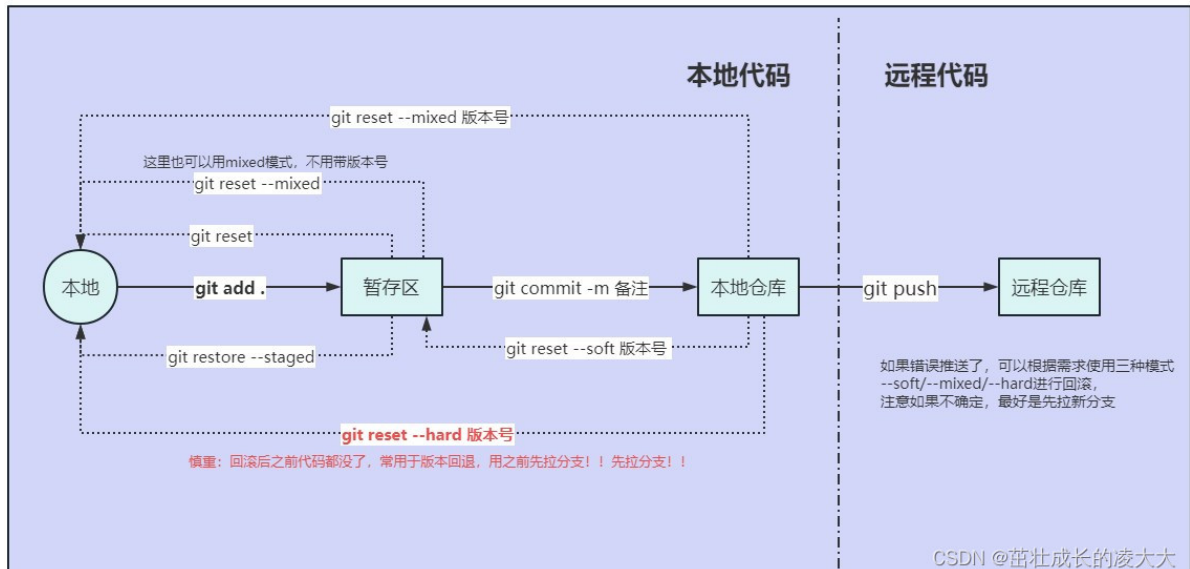 本地代码
远程代码
git reset --mixed 版本号
这里也可以用mixed模式，不用带版本号
git reset --mixed
git reset
本地
git add .
暂存区
git commit -m 备注
本地仓库
git push
远程仓库
git restore --staged
git reset --soft 版本号
如果错误推送了，可以根据需求使用三种模式
--soft/--mixed/--hard进行回滚，
注意如果不确定，最好是先拉新分支
git reset --hard 版本号
慎重：回滚后之前代码都没了，常用于版本回退，用之前先拉分支！！先拉分支！！
CSDN @茁壮成长的凌大大